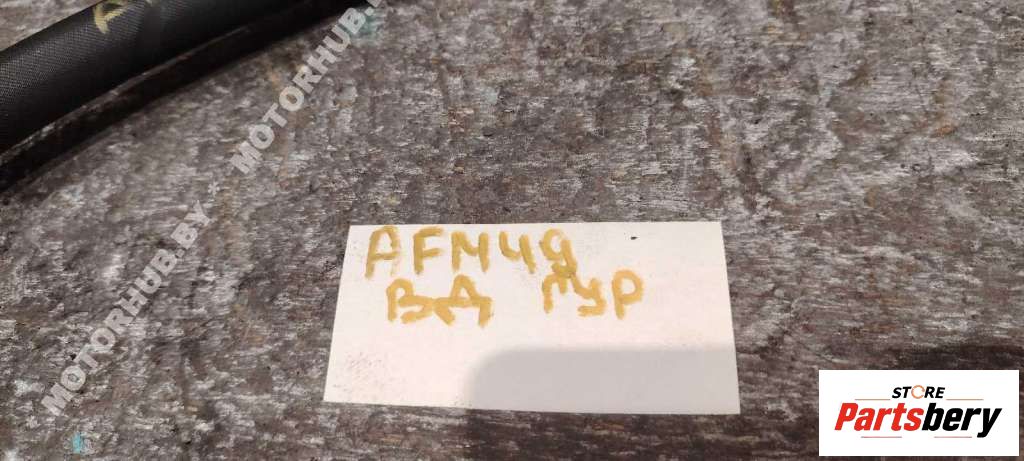 * MOTORHUB.BY * MOTORHUB.BY
AFM49
ВД ГУР
STORE
Partsbery